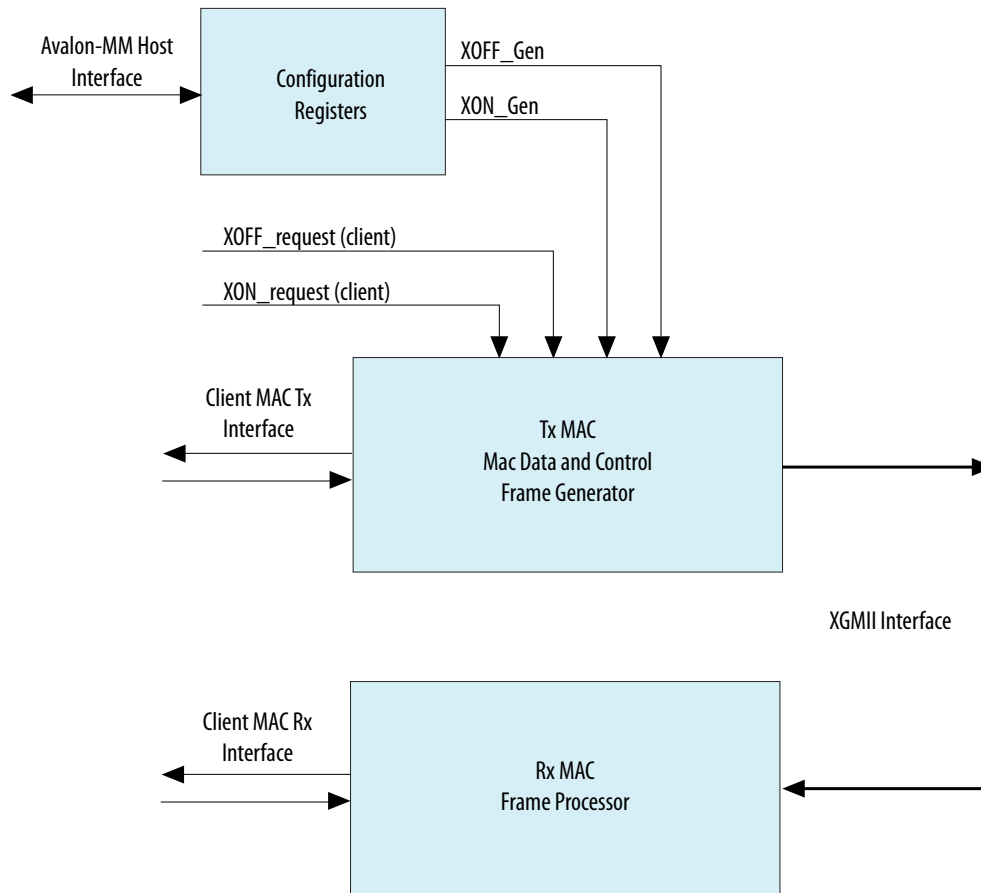 Avalon-MM Host
Interface
Configuration
Registers
XOFF_Gen
XON_Gen
XOFF_request (client)
XON_request (client)
Client MAC Tx
Interface
Tx MAC
Mac Data and Control
Frame Generator
XGMII Interface
Client MAC Rx
Interface
Rx MAC
Frame Processor